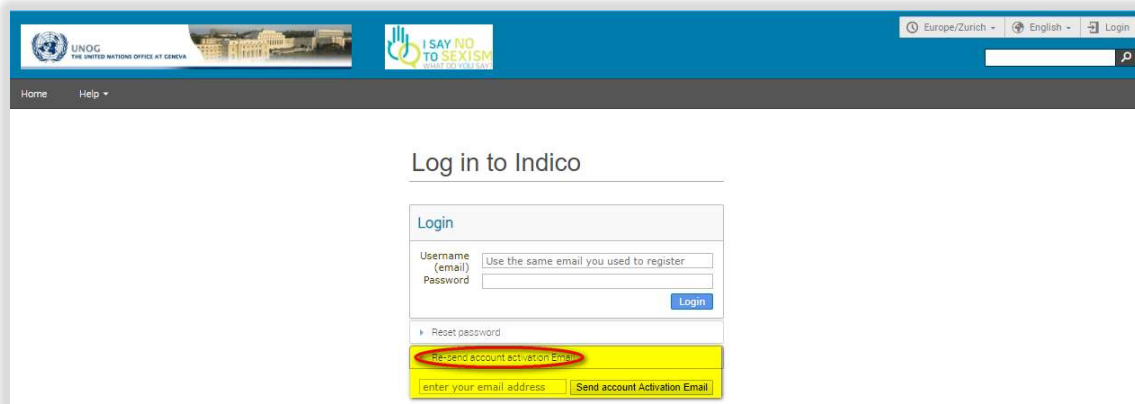 UNOG
THE UNITED NATIONS OFFICE AT GENEVA
I SAY NO
TO SEXISM
WHAT DO YOU SAY?
Europe/Zurich
English
Login
Home
Help
Log in to Indico
Login
Username
(email)
Use the same email you used to register
Password
Login
Reset password
Re-send account activation Email
enter your email address
Send account Activation Email